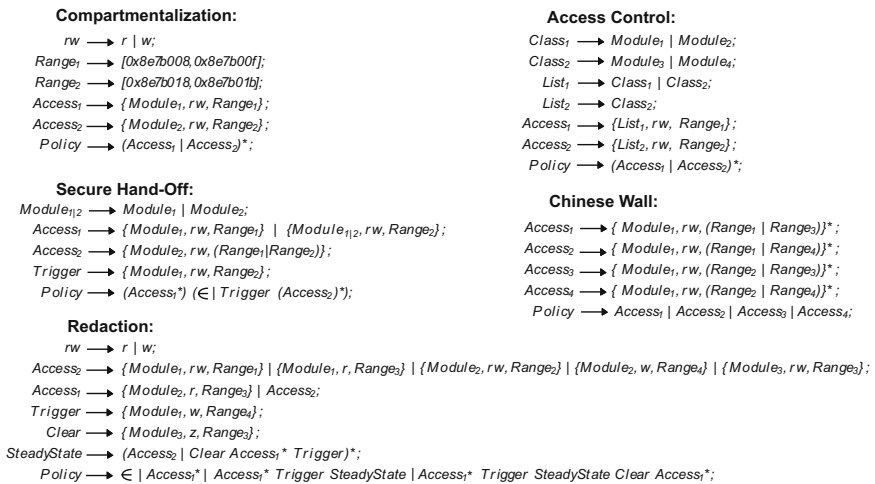 Compartmentalization:
rw → r | w;
Range₁ → [0x8e7b008,0x8e7b00f];
Range₂ → [0x8e7b018,0x8e7b01b];
Access₁ → {Module₁, rw, Range₁};
Access₂ → {Module₂, rw, Range₂};
Policy → (Access₁ | Access₂)*;
Access Control:
Class₁ → Module₁ | Module₂;
Class₂ → Module₃ | Module₄;
List₁ → Class₁ | Class₂;
List₂ → Class₂;
Access₁ → {List₁, rw, Range₁};
Access₂ → {List₂, rw, Range₂};
Policy → (Access₁ | Access₂)*;
Secure Hand-Off:
Module₁|₂ → Module₁ | Module₂;
Access₁ → {Module₁, rw, Range₁} | {Module₁|₂, rw, Range₂};
Access₂ → {Module₂, rw, (Range₁|Range₂)};
Trigger → {Module₁, rw, Range₂};
Policy → (Access₁*) (∈ | Trigger (Access₂)*);
Chinese Wall:
Access₁ → { Module₁, rw, (Range₁ | Range₃)}*;
Access₂ → { Module₁, rw, (Range₁ | Range₄)}*;
Access₃ → { Module₁, rw, (Range₂ | Range₃)}*;
Access₄ → { Module₁, rw, (Range₂ | Range₄)}*;
Policy → Access₁ | Access₂ | Access₃ | Access₄;
Redaction:
rw → r | w;
Access₂ → {Module₁, rw, Range₁} | {Module₁, r, Range₃} | {Module₂, rw, Range₂} | {Module₂, w, Range₄} | {Module₃, rw, Range₃};
Access₁ → {Module₂, r, Range₃} | Access₂;
Trigger → {Module₁, w, Range₄};
Clear → {Module₃, z, Range₃};
SteadyState → (Access₂ | Clear Access₁* Trigger)*;
Policy → ∈ | Access₁* | Access₁* Trigger SteadyState | Access₁* Trigger SteadyState Clear Access₁*;